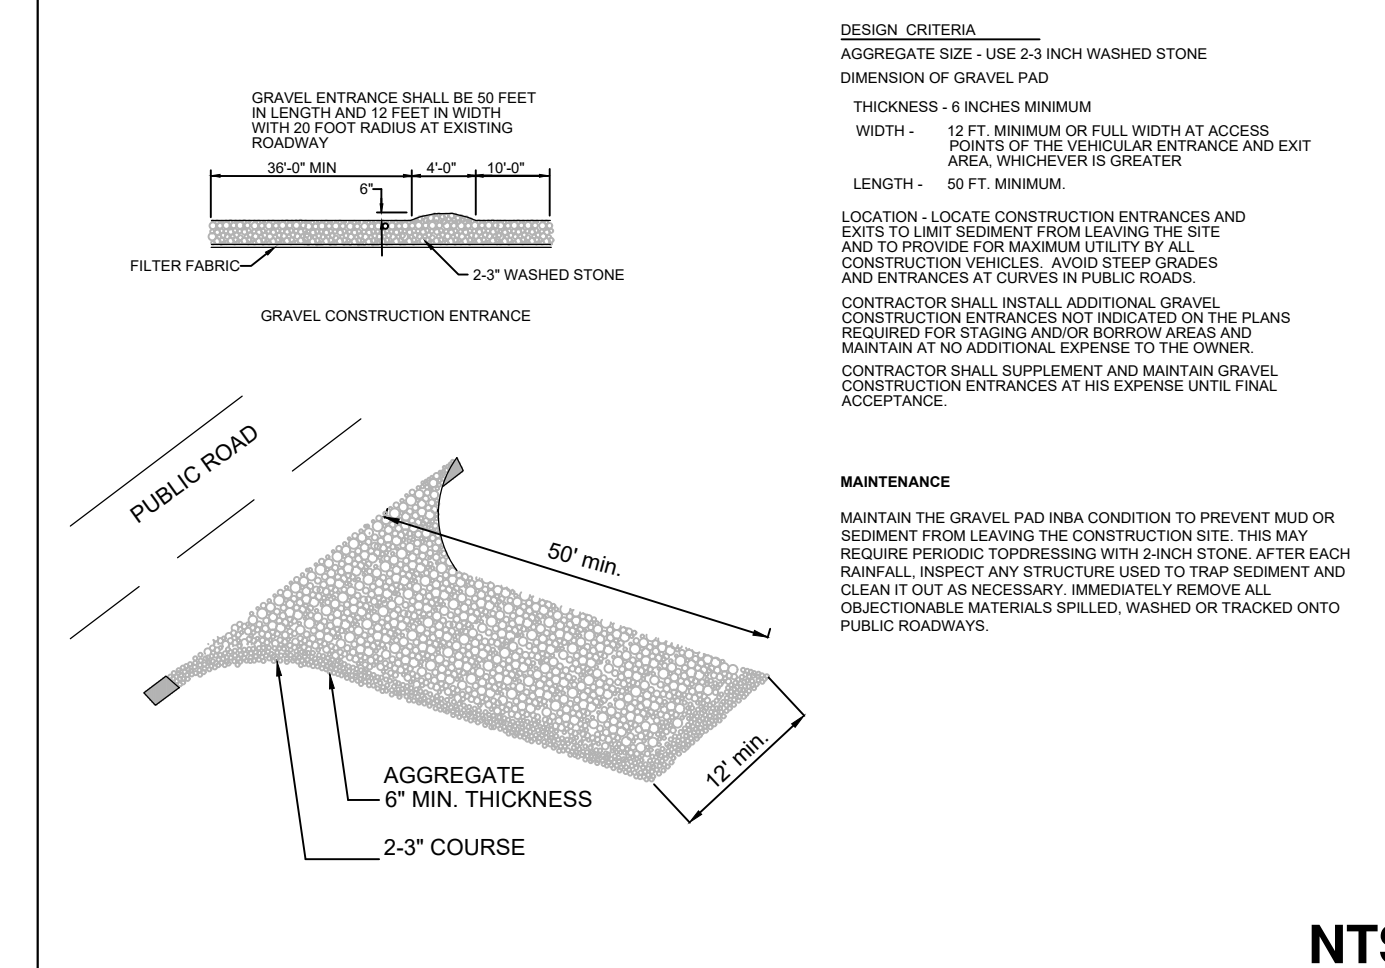 GRAVEL ENTRANCE SHALL BE 50 FEET
IN LENGTH AND 12 FEET IN WIDTH
WITH 20 FOOT RADIUS AT EXISTING
ROADWAY
36'-0" MIN
4'-0"
10'-0"
6"
FILTER FABRIC
2-3" WASHED STONE
GRAVEL CONSTRUCTION ENTRANCE
PUBLIC ROAD
50' min.
12' min.
AGGREGATE
6" MIN. THICKNESS
2-3" COURSE
DESIGN CRITERIA
AGGREGATE SIZE - USE 2-3 INCH WASHED STONE
DIMENSION OF GRAVEL PAD
THICKNESS - 6 INCHES MINIMUM
WIDTH - 12 FT. MINIMUM OR FULL WIDTH AT ACCESS
POINTS OF THE VEHICULAR ENTRANCE AND EXIT
AREA, WHICHEVER IS GREATER
LENGTH - 50 FT. MINIMUM.
LOCATION - LOCATE CONSTRUCTION ENTRANCES AND
EXITS TO LIMIT SEDIMENT FROM LEAVING THE SITE
AND TO PROVIDE FOR MAXIMUM UTILITY BY ALL
CONSTRUCTION VEHICLES. AVOID STEEP GRADES
AND ENTRANCES AT CURVES IN PUBLIC ROADS.
CONTRACTOR SHALL INSTALL ADDITIONAL GRAVEL
CONSTRUCTION ENTRANCES NOT INDICATED ON THE PLANS
REQUIRED FOR STAGING AND/OR BORROW AREAS AND
MAINTAIN AT NO ADDITIONAL EXPENSE TO THE OWNER.
CONTRACTOR SHALL SUPPLEMENT AND MAINTAIN GRAVEL
CONSTRUCTION ENTRANCES AT HIS EXPENSE UNTIL FINAL
ACCEPTANCE.
MAINTENANCE
MAINTAIN THE GRAVEL PAD INBA CONDITION TO PREVENT MUD OR
SEDIMENT FROM LEAVING THE CONSTRUCTION SITE. THIS MAY
REQUIRE PERIODIC TOPDRESSING WITH 2-INCH STONE. AFTER EACH
RAINFALL, INSPECT ANY STRUCTURE USED TO TRAP SEDIMENT AND
CLEAN IT OUT AS NECESSARY. IMMEDIATELY REMOVE ALL
OBJECTIONABLE MATERIALS SPILLED, WASHED OR TRACKED ONTO
PUBLIC ROADWAYS.
NTS